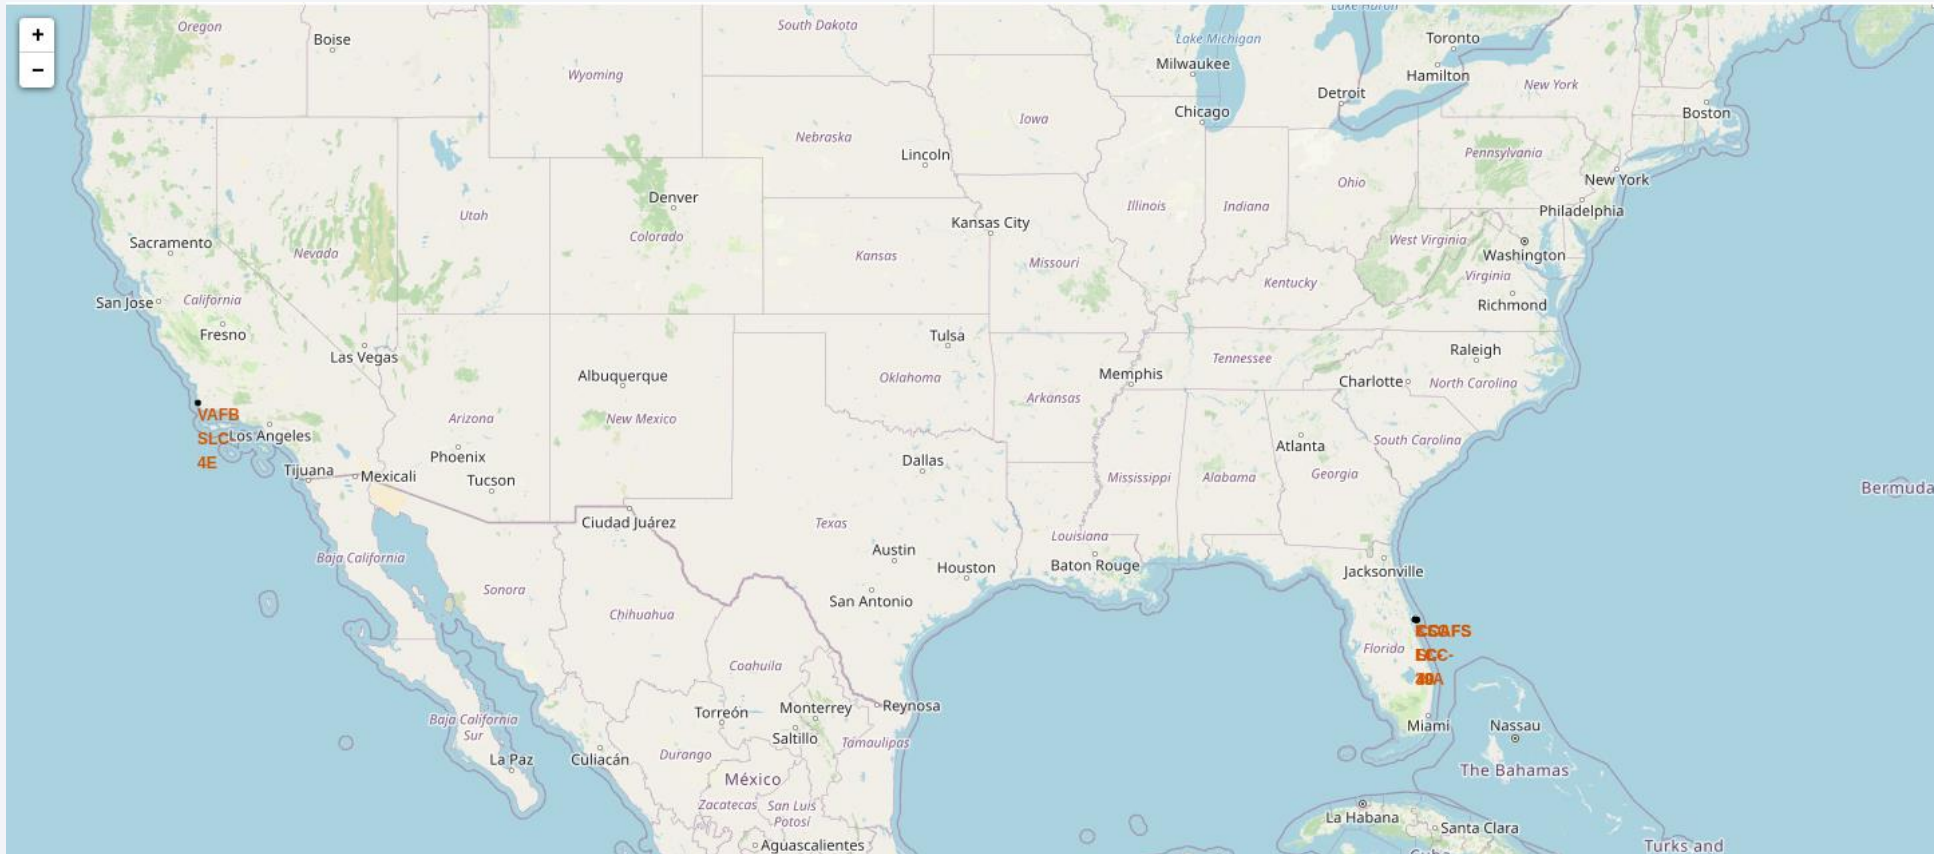 +
−
Oregon
Boise
South Dakota
Lake Huron
Toronto
Lake Michigan
Milwaukee
Hamilton
Wyoming
New York
Detroit
Chicago
Boston
Iowa
Nebraska
Lincoln
Pennsylvania
New York
Denver
Ohio
Philadelphia
Illinois
Indiana
Utah
Kansas City
Colorado
Sacramento
West Virginia
Washington
Nevada
Kansas
Missouri
Kentucky
Virginia
San Jose
California
Richmond
Fresno
Tulsa
Las Vegas
Tennessee
Raleigh
Albuquerque
Oklahoma
Memphis
Charlotte
North Carolina
Arkansas
VAFB
SLC-
4E
Arizona
New Mexico
Los Angeles
South Carolina
Atlanta
Phoenix
Dallas
Tijuana
Mexicali
Tucson
Mississippi
Alabama
Georgia
Bermuda
Ciudad Juárez
Texas
Louisiana
Austin
Baja California
Houston
Baton Rouge
Jacksonville
Sonora
San Antonio
Chihuahua
Florida
Coahuila
Reynosa
Torreón
Monterrey
Baja California
Sur
Miami
Nassau
Saltillo
Tamaulipas
Durango
La Paz
Culiacán
The Bahamas
México
Zacatecas
San Luis
Potosí
La Habana
Santa Clara
Aguascalientes
Turks and